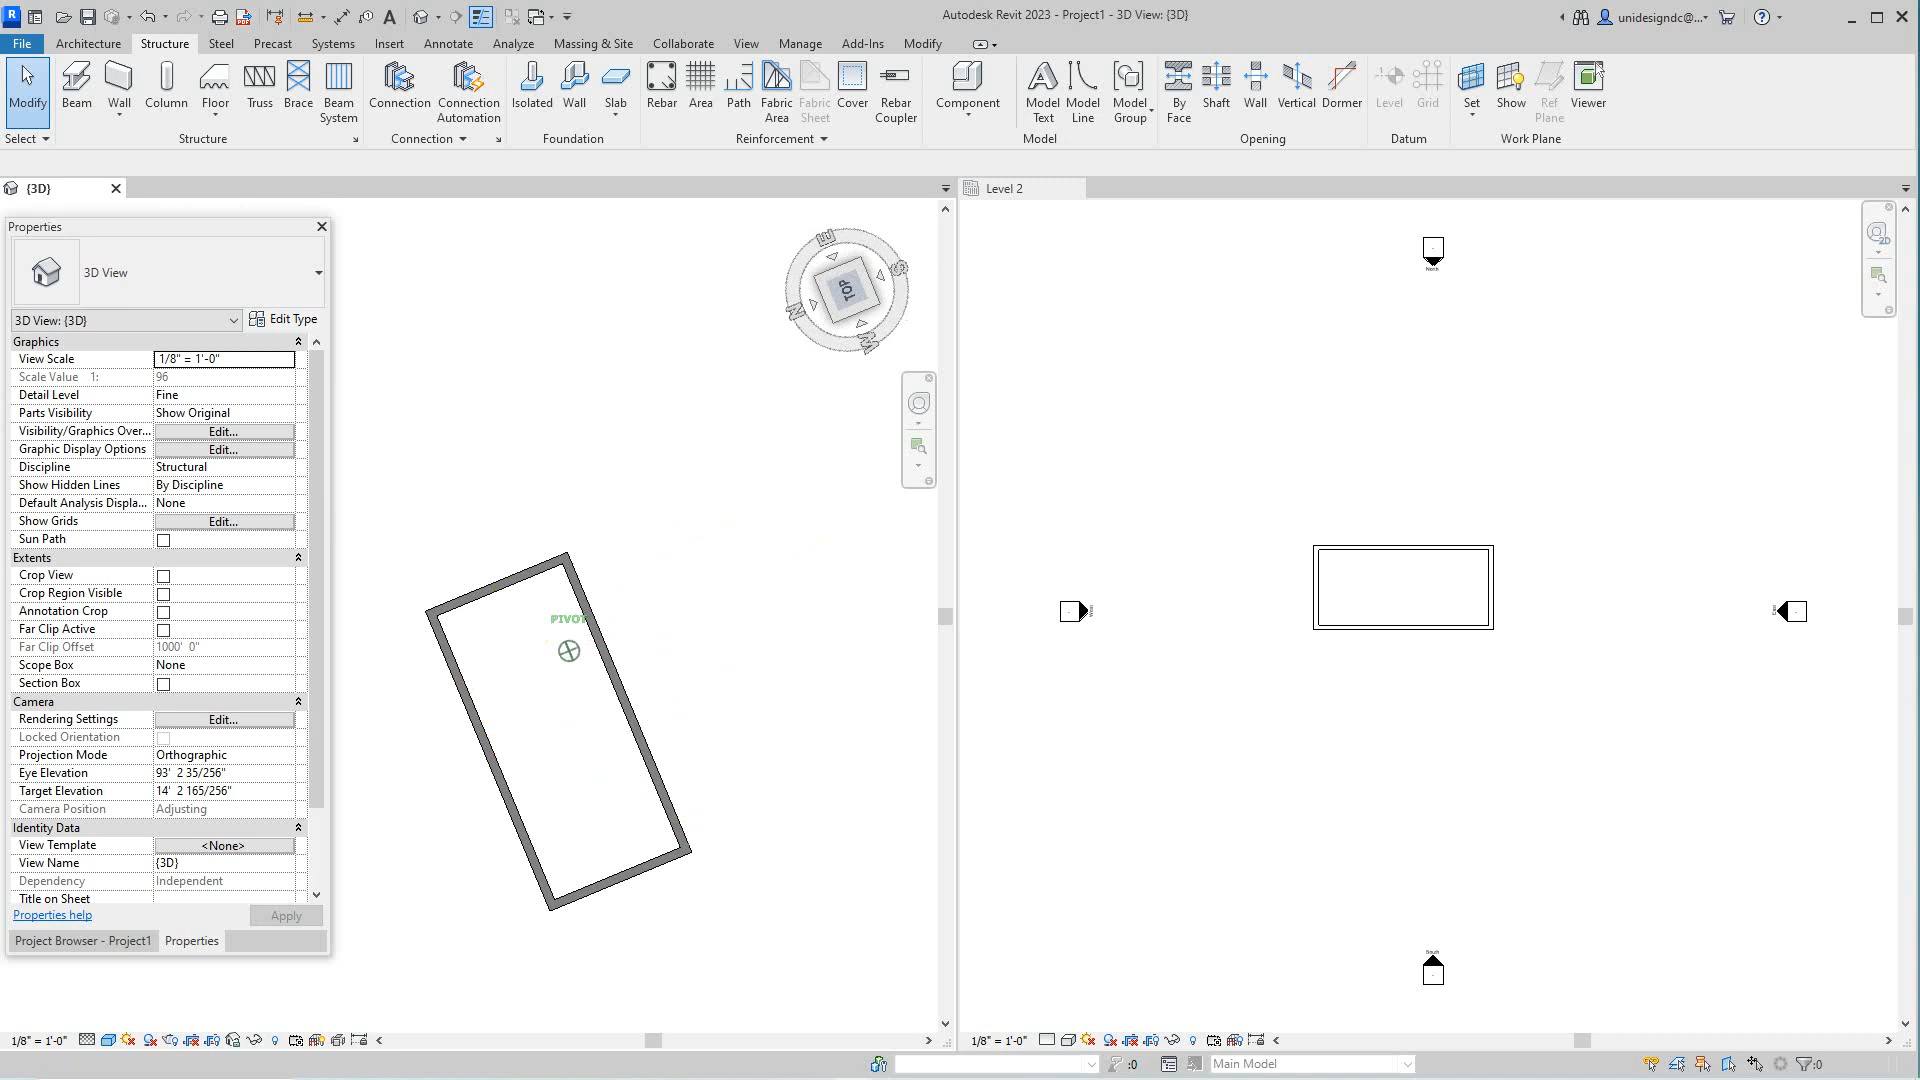 Autodesk Revit 2023 - Project1 - 3D View: {3D}
unidesigndc@...
File Architecture Structure Steel Precast Systems Insert Annotate Analyze Massing & Site Collaborate View Manage Add-Ins Modify
Modify
Beam
Wall
Column
Floor
Truss
Brace
Beam System
Connection
Connection Automation
Isolated
Wall
Slab
Rebar
Area
Path
Fabric Area
Fabric Sheet
Cover
Rebar Coupler
Component
Model Text
Model Line
Model Group
By Face
Shaft
Wall
Vertical
Dormer
Level
Grid
Set
Show
Ref Plane
Viewer
Select
Structure
Connection
Foundation
Reinforcement
Model
Opening
Datum
Work Plane
{3D}
Level 2
Properties
3D View
3D View: {3D}
Edit Type
Graphics
View Scale 1/8" = 1'-0"
Scale Value 1: 96
Detail Level Fine
Parts Visibility Show Original
Visibility/Graphics Over... Edit...
Graphic Display Options Edit...
Discipline Structural
Show Hidden Lines By Discipline
Default Analysis Displa... None
Show Grids Edit...
Sun Path
Extents
Crop View
Crop Region Visible
Annotation Crop
Far Clip Active
Far Clip Offset 1000' 0"
Scope Box None
Section Box
Camera
Rendering Settings Edit...
Locked Orientation
Projection Mode Orthographic
Eye Elevation 93' 2 35/256"
Target Elevation 14' 2 165/256"
Camera Position Adjusting
Identity Data
View Template <None>
View Name {3D}
Dependency Independent
Title on Sheet
Properties help
Apply
Project Browser - Project1
Properties
E
S
N
W
TOP
PIVOT
2D
North
West
East
South
1/8" = 1'-0"
1/8" = 1'-0"
:0
Main Model
:0